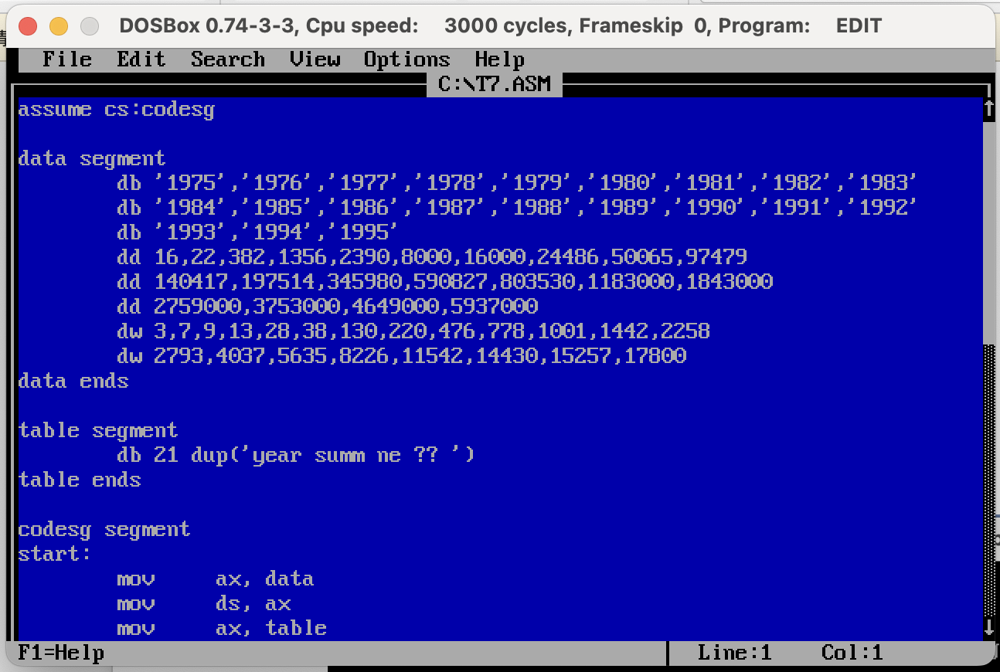 DOSBox 0.74-3-3, Cpu speed:    3000 cycles, Frameskip  0, Program:    EDIT
File  Edit  Search  View  Options  Help
C:\T7.ASM
assume cs:codesg
data segment
        db '1975','1976','1977','1978','1979','1980','1981','1982','1983'
        db '1984','1985','1986','1987','1988','1989','1990','1991','1992'
        db '1993','1994','1995'
        dd 16,22,382,1356,2390,8000,16000,24486,50065,97479
        dd 140417,197514,345980,590827,803530,1183000,1843000
        dd 2759000,3753000,4649000,5937000
        dw 3,7,9,13,28,38,130,220,476,778,1001,1442,2258
        dw 2793,4037,5635,8226,11542,14430,15257,17800
data ends
table segment
        db 21 dup('year summ ne ?? ')
table ends
codesg segment
start:
        mov     ax, data
        mov     ds, ax
        mov     ax, table
F1=Help    Line:1    Col:1